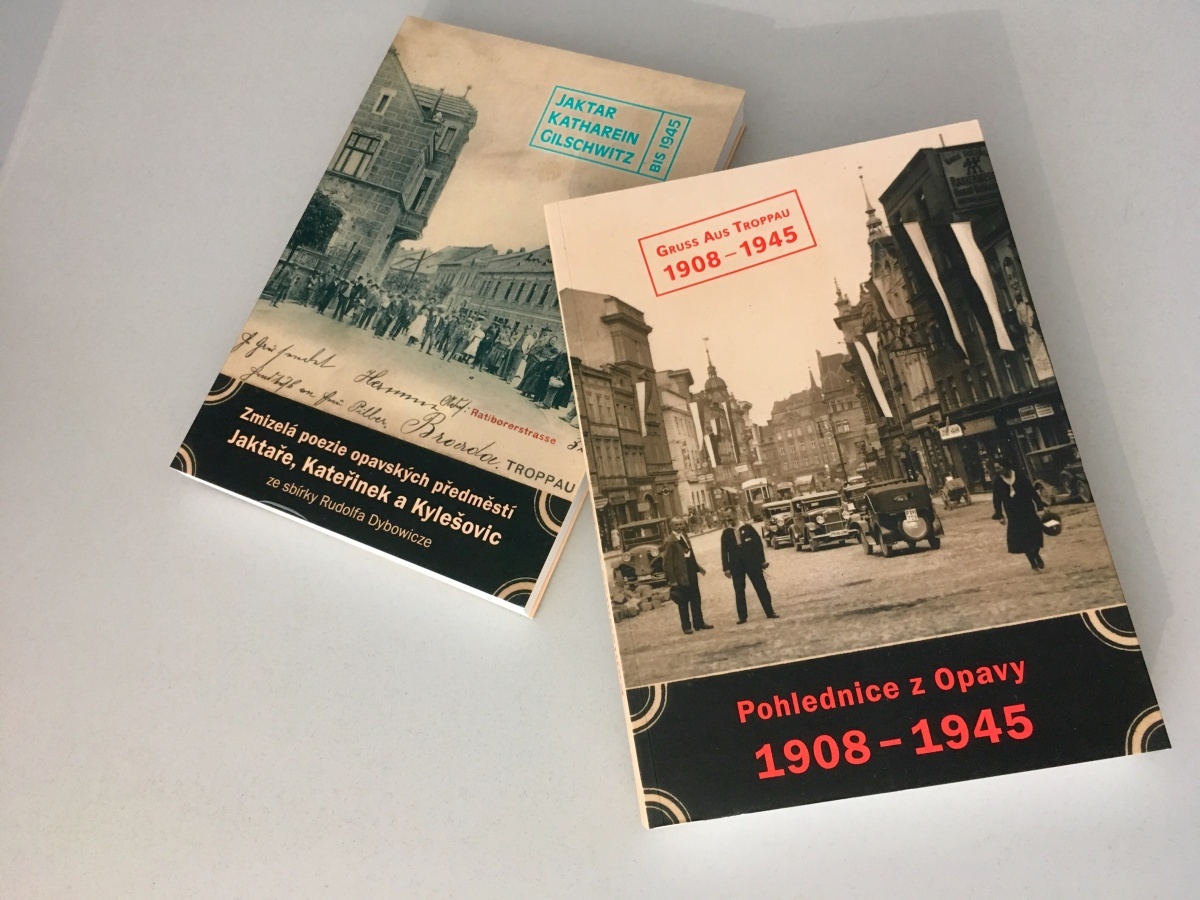 JAKTAR
KATHAREIN
GILSCHWITZ
BIS 1945
Ratiborerstrasse
TROPPAU
Zmizelá poezie opavských předměstí
Jaktaře, Kateřinek a Kylešovic
ze sbírky Rudolfa Dybowicze
GRUSS AUS TROPPAU
1908 – 1945
Pohlednice z Opavy
1908 – 1945